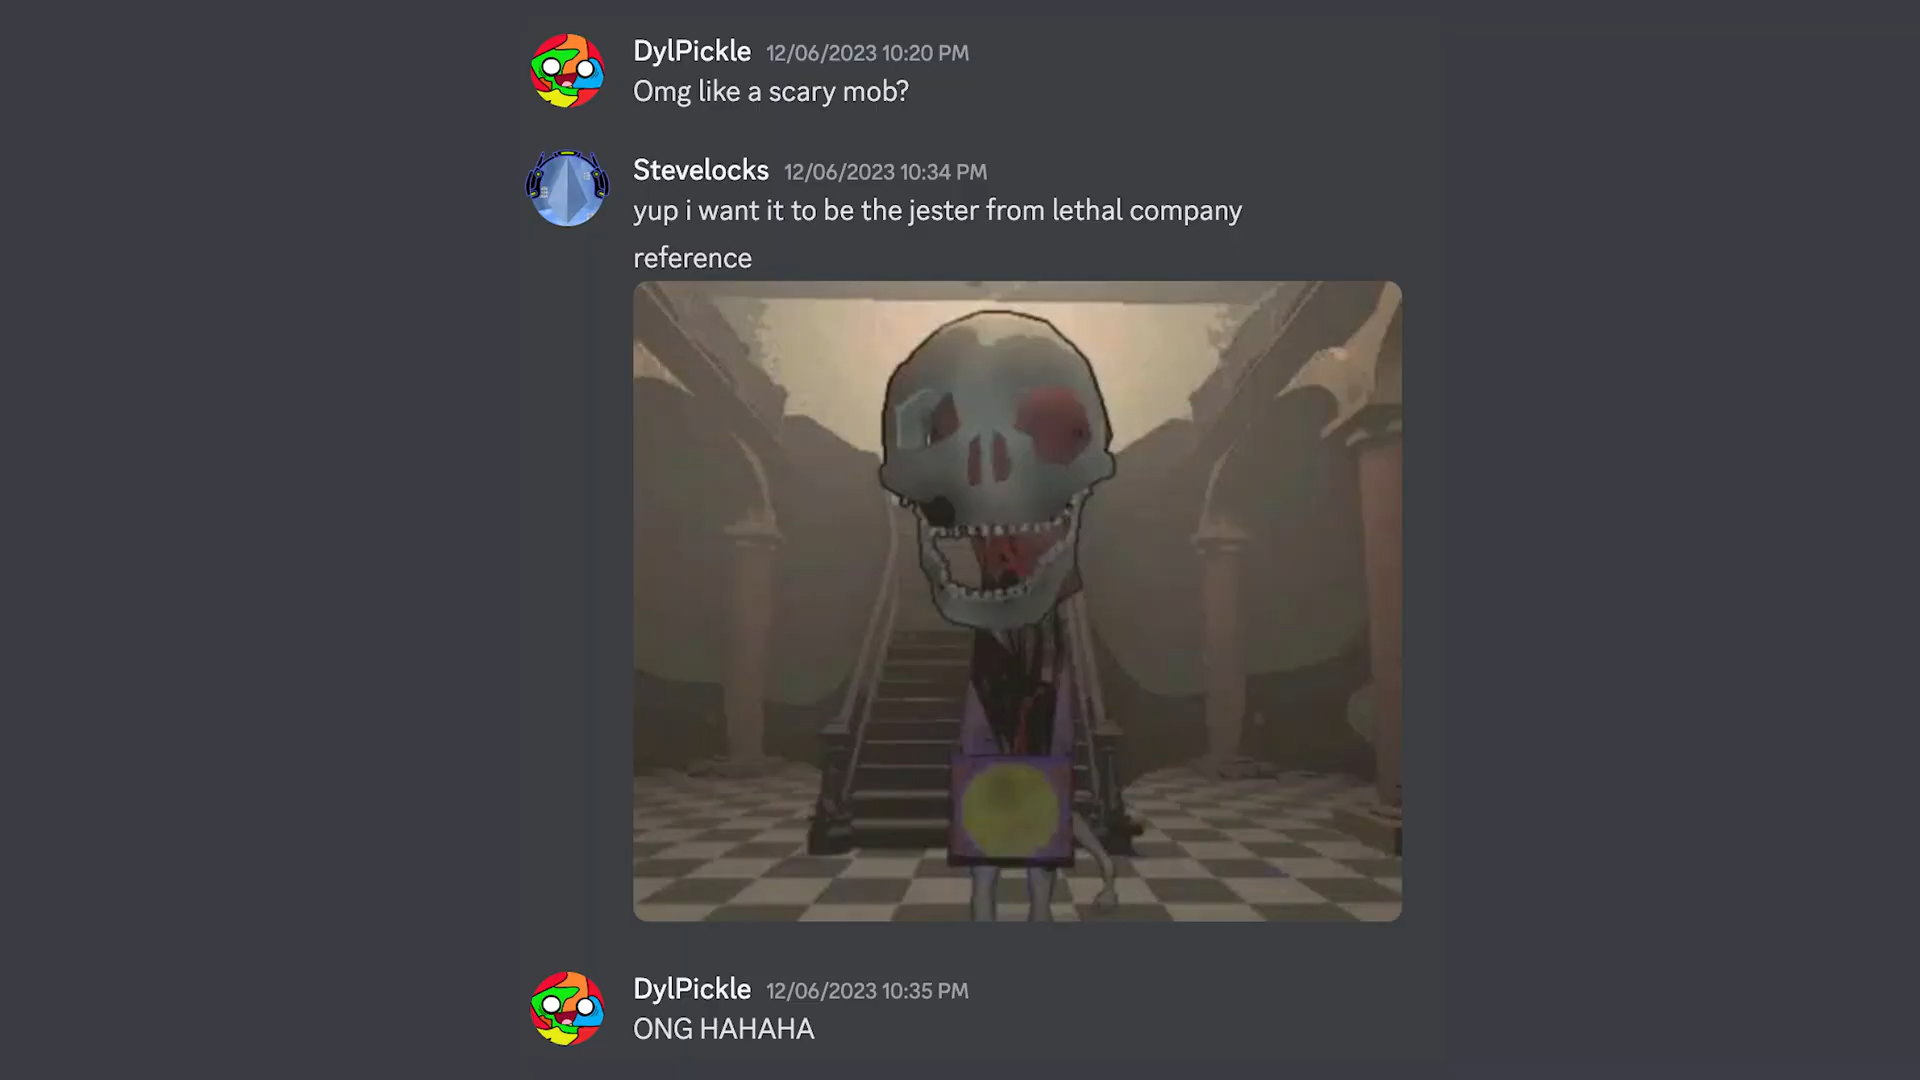 DylPickle 12/06/2023 10:20 PM
Omg like a scary mob?
Stevelocks 12/06/2023 10:34 PM
yup i want it to be the jester from lethal company
reference
DylPickle 12/06/2023 10:35 PM
ONG HAHAHA